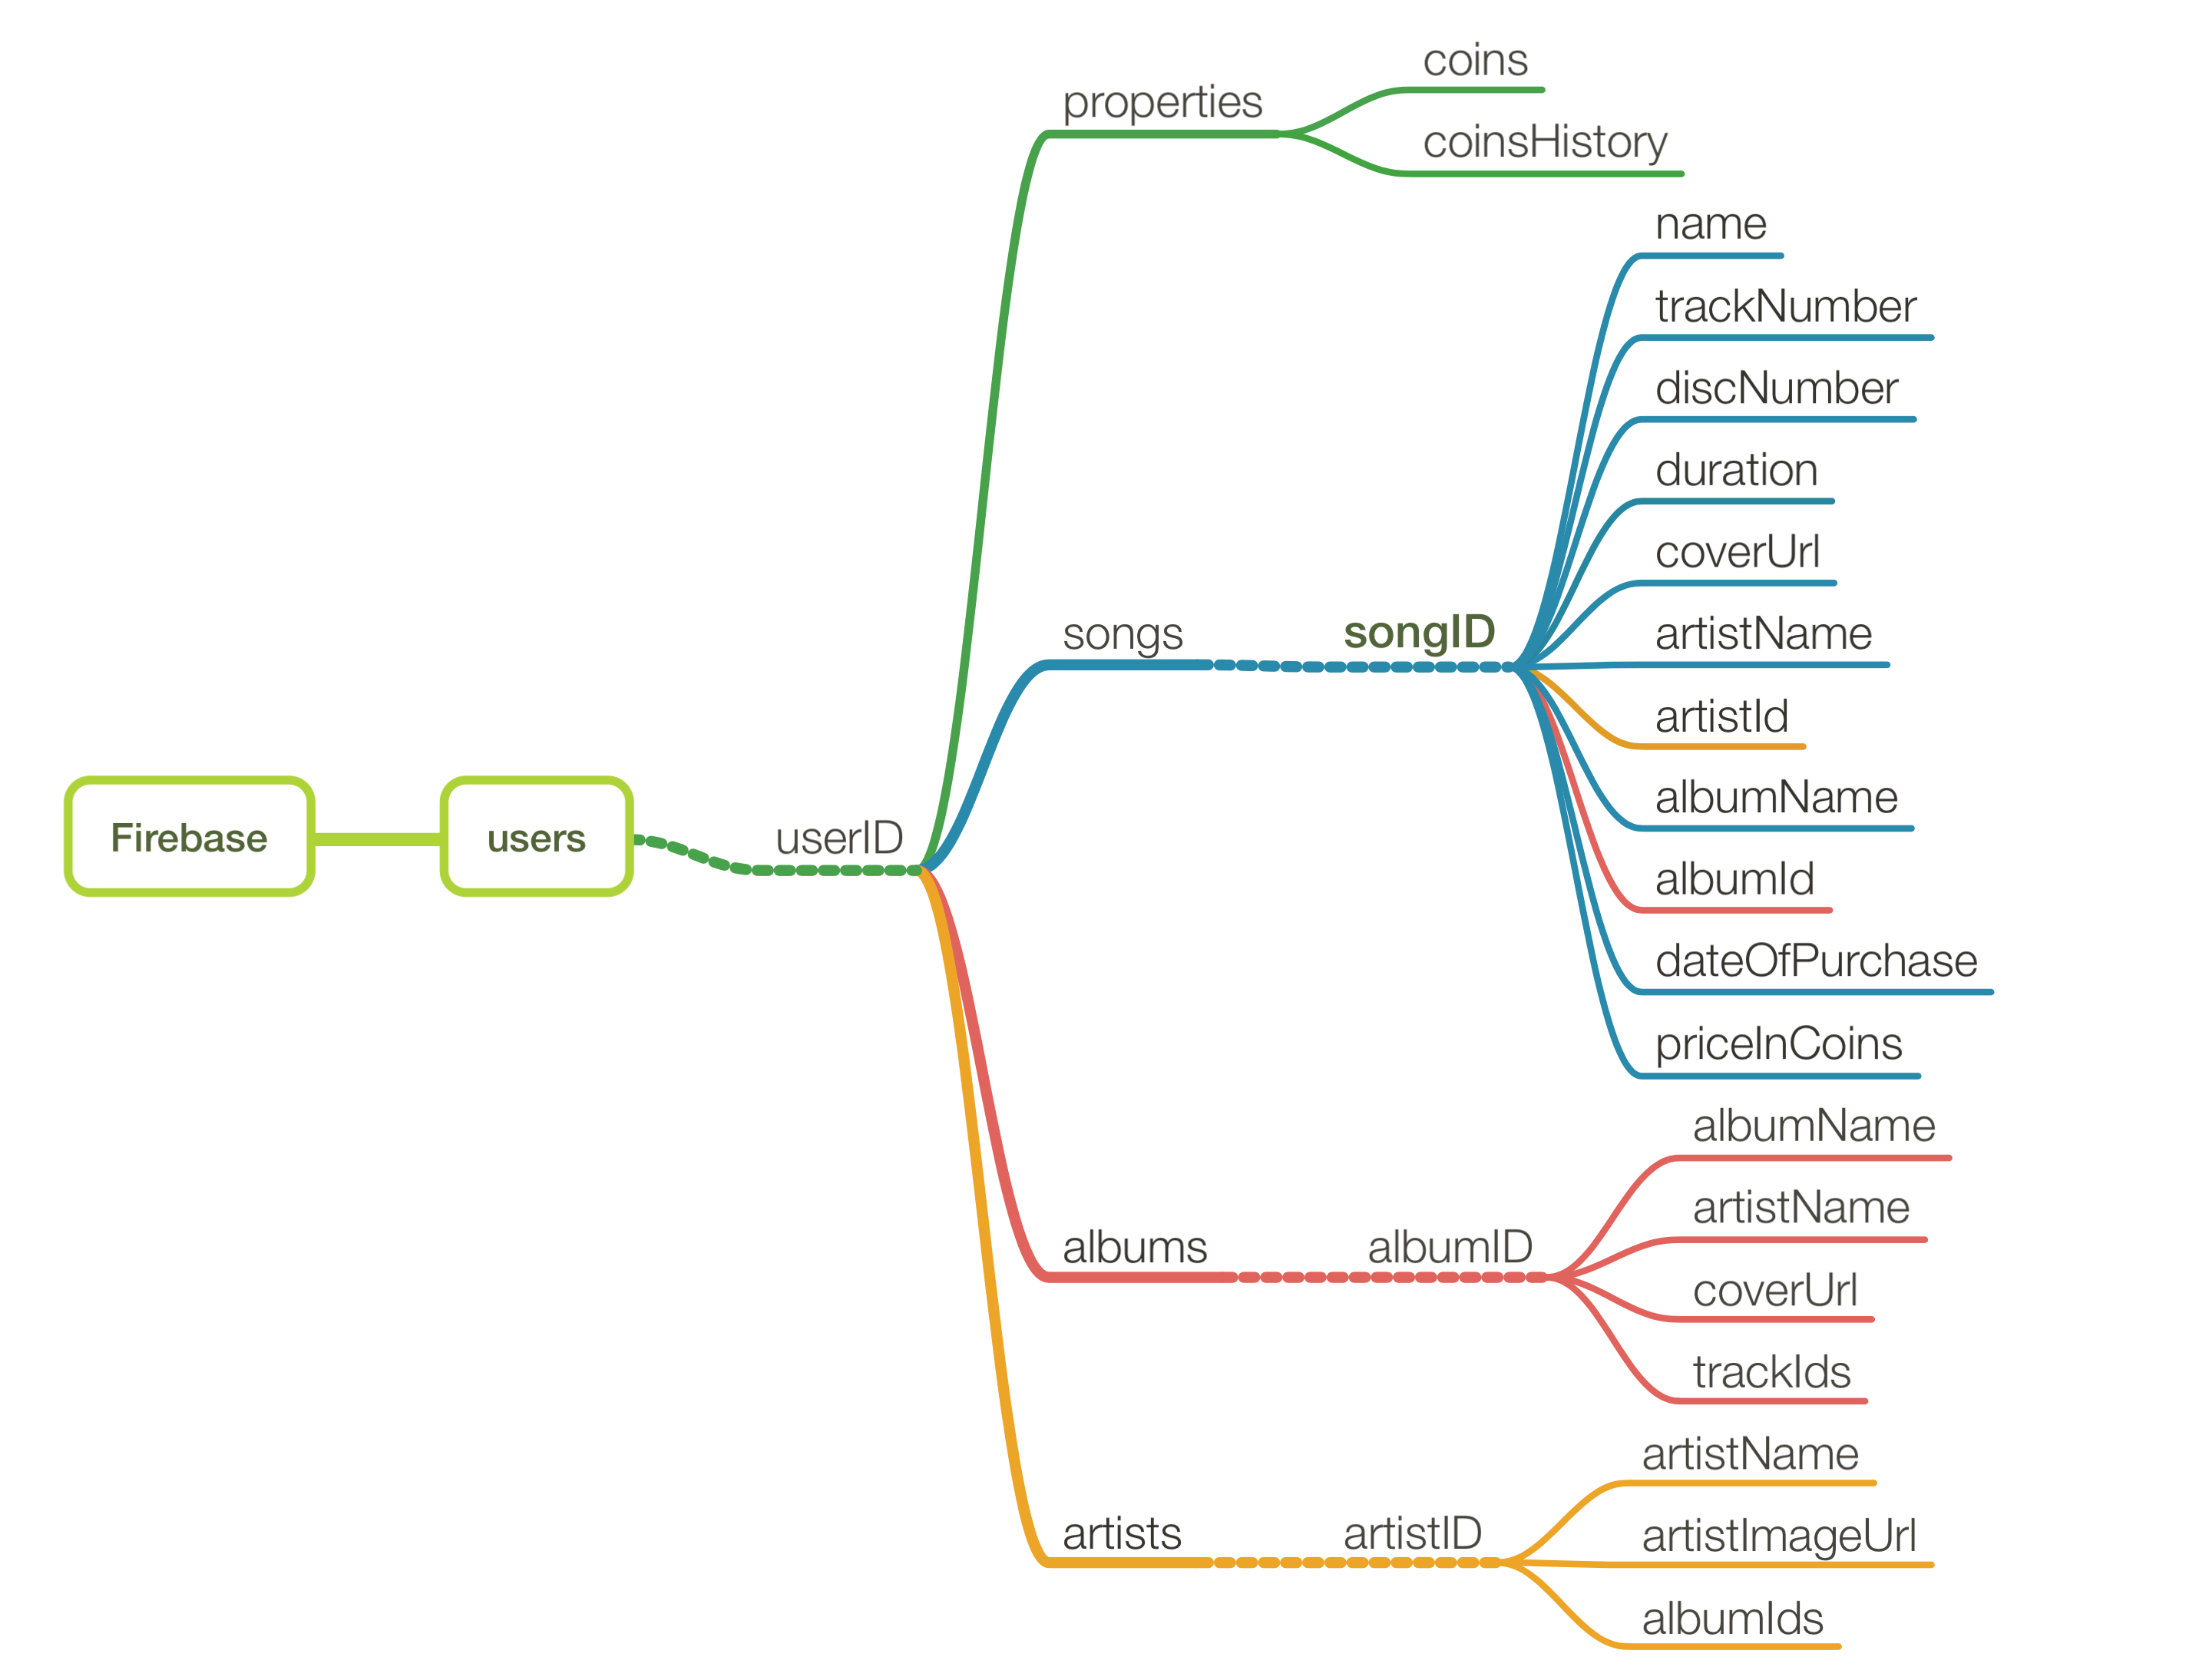 Firebase
users
userID
properties
coins
coinsHistory
songs
songID
name
trackNumber
discNumber
duration
coverUrl
artistName
artistId
albumName
albumId
dateOfPurchase
priceInCoins
albums
albumID
albumName
artistName
coverUrl
trackIds
artists
artistID
artistName
artistImageUrl
albumIds